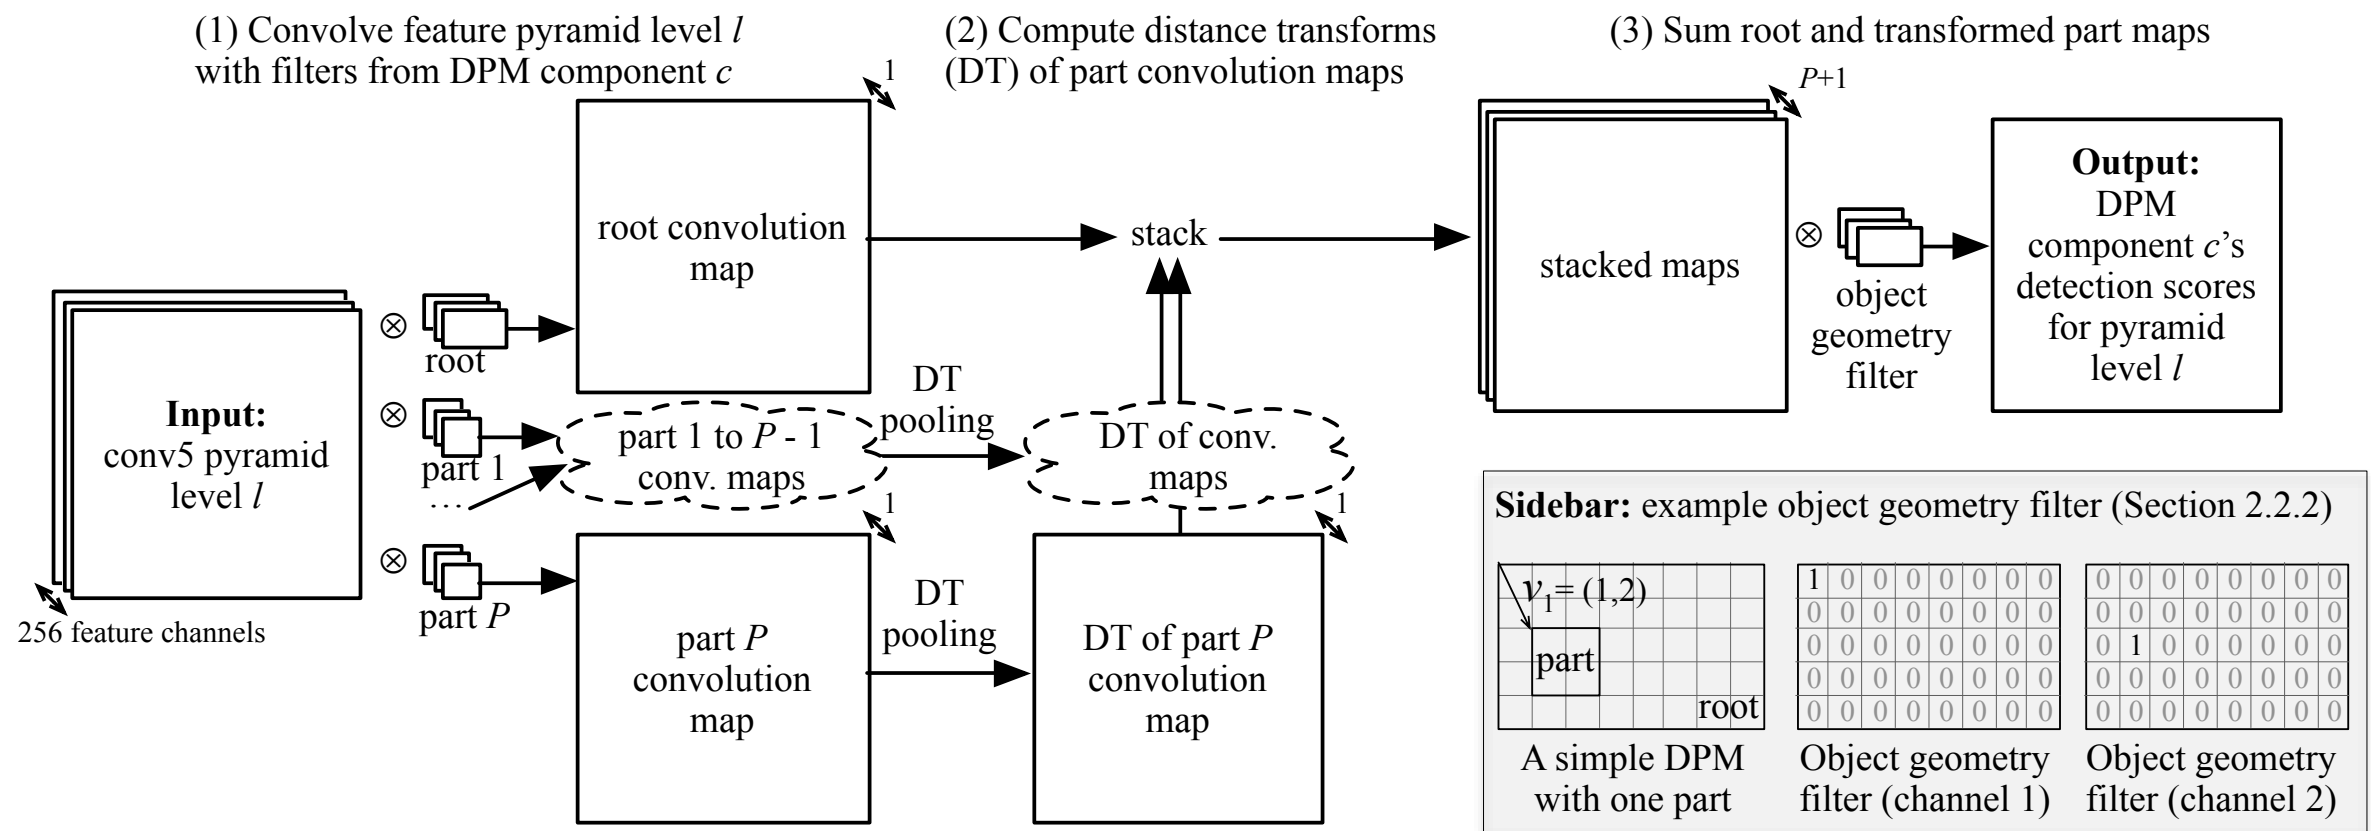 (1) Convolve feature pyramid level l
with filters from DPM component c
(2) Compute distance transforms
(DT) of part convolution maps
(3) Sum root and transformed part maps
1
P+1
root convolution
map
stack
stacked maps
⊗
object
geometry
filter
Output:
DPM
component c's
detection scores
for pyramid
level l
Input:
conv5 pyramid
level l
256 feature channels
⊗
root
⊗
part 1
...
⊗
part P
part 1 to P - 1
conv. maps
DT
pooling
DT of conv.
maps
1
1
part P
convolution
map
DT
pooling
DT of part P
convolution
map
Sidebar: example object geometry filter (Section 2.2.2)
v1= (1,2)
part
root
A simple DPM
with one part
1 0 0 0 0 0 0 0
0 0 0 0 0 0 0 0
0 0 0 0 0 0 0 0
0 0 0 0 0 0 0 0
0 0 0 0 0 0 0 0
Object geometry
filter (channel 1)
0 0 0 0 0 0 0 0
0 0 0 0 0 0 0 0
0 1 0 0 0 0 0 0
0 0 0 0 0 0 0 0
0 0 0 0 0 0 0 0
Object geometry
filter (channel 2)